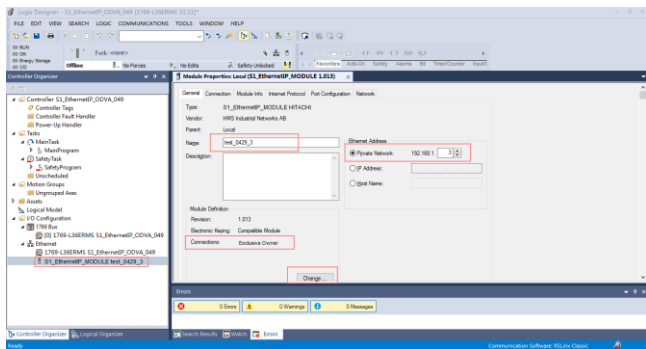 Logix Designer - S1_EthernetIP_ODVA_049 [1769-L36ERMS 31.11]*
FILE EDIT VIEW SEARCH LOGIC COMMUNICATIONS TOOLS WINDOW HELP
RUN
OK
Energy Storage
I/O
Path: <none>
Offline
No Forces
No Edits
Safety Unlocked
Favorites Add-On Safety Alarms Bit Timer/Counter Input/
Controller Organizer
Controller S1_EthernetIP_ODVA_049
Controller Tags
Controller Fault Handler
Power-Up Handler
Tasks
MainTask
MainProgram
SafetyTask
SafetyProgram
Unscheduled
Motion Groups
Ungrouped Axes
Assets
Logical Model
I/O Configuration
1769 Bus
[0] 1769-L36ERMS S1_EthernetIP_ODVA_049
Ethernet
1769-L36ERMS S1_EthernetIP_ODVA_049
S1_EthernetIP_MODULE test_0429_3
Controller Organizer Logical Organizer
Module Properties: Local (S1_EthernetIP_MODULE 1.013)
General Connection Module Info Internet Protocol Port Configuration Network
Type: S1_EthernetIP_MODULE HITACHI
Vendor: HMS Industrial Networks AB
Parent: Local
Name: test_0429_3
Description:
Ethernet Address
Private Network: 192.168.1. 3
IP Address:
Host Name:
Module Definition
Revision: 1.013
Electronic Keying: Compatible Module
Connections: Exclusive Owner
Change ...
Errors
0 Errors 0 Warnings 0 Messages
Search Results Watch Errors
Ready
Communication Software: RSLinx Classic